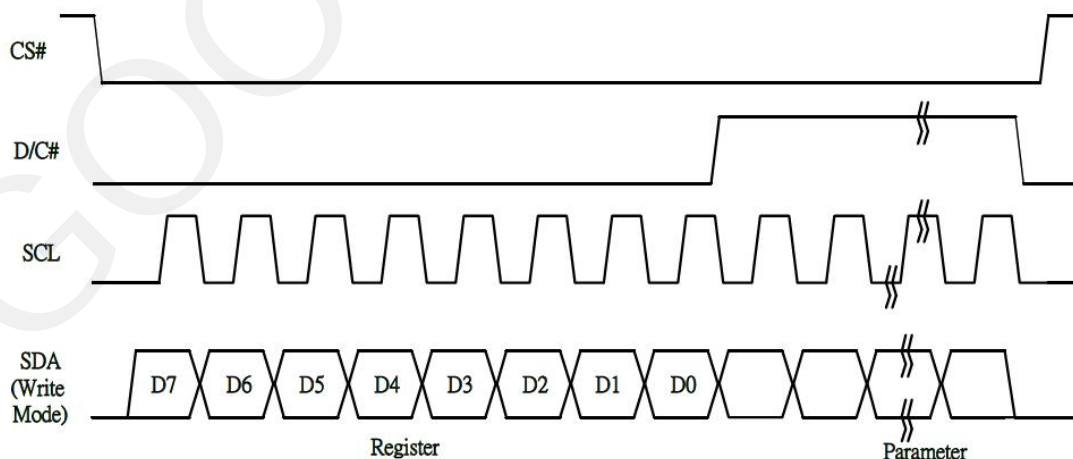 CS#
D/C#
SCL
SDA
(Write
Mode)
D7 D6 D5 D4 D3 D2 D1 D0
Register Parameter